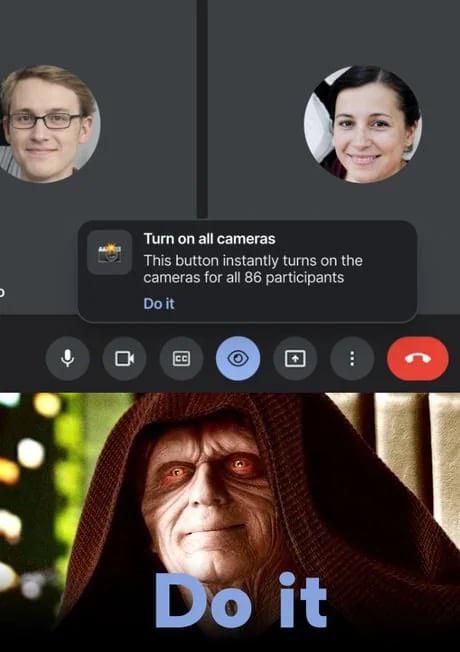 Turn on all cameras
This button instantly turns on the
cameras for all 86 participants
Do it
CC
Do it